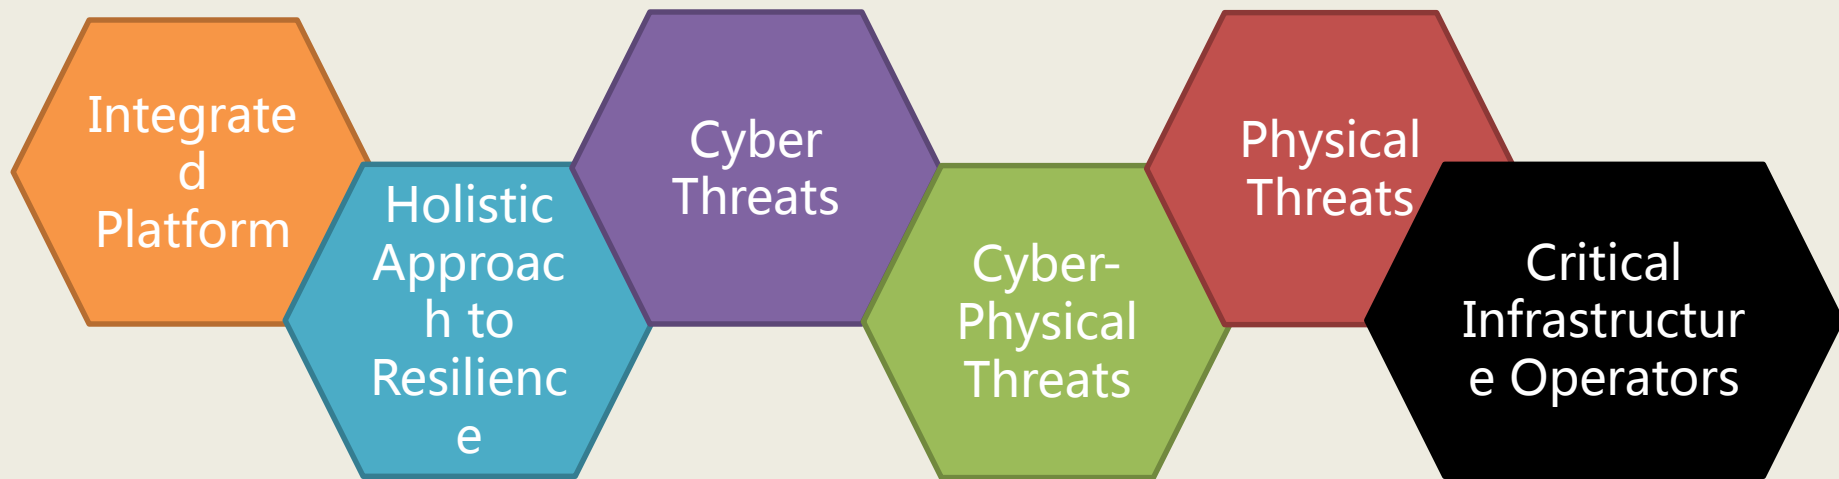 Integrate
d
Platform
Holistic
Approac
h to
Resilienc
e
Cyber
Threats
Cyber-
Physical
Threats
Physical
Threats
Critical
Infrastructur
e Operators